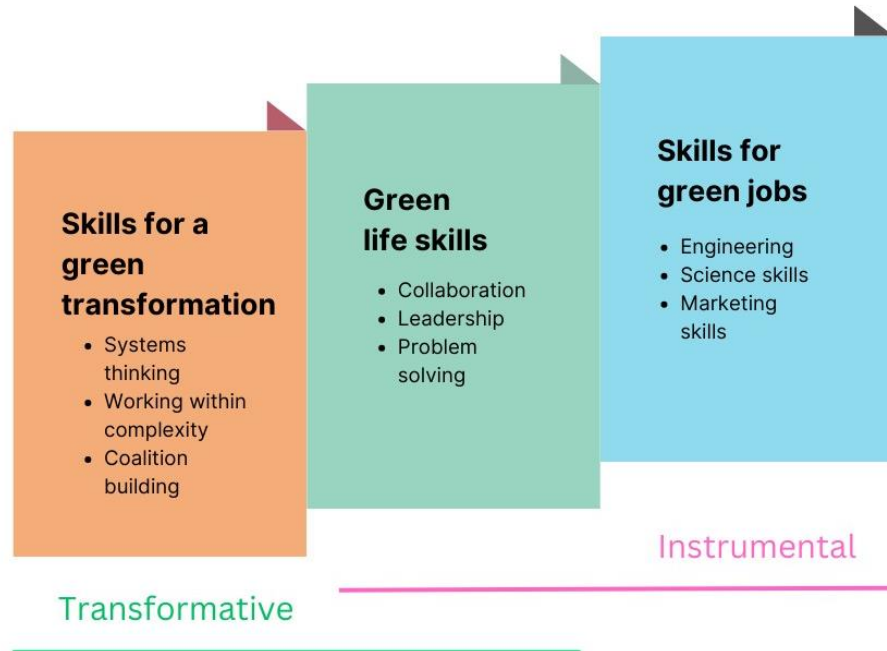 Skills for a
green
transformation
• Systems
thinking
• Working within
complexity
• Coalition
building
Green
life skills
• Collaboration
• Leadership
• Problem
solving
Skills for
green jobs
• Engineering
• Science skills
• Marketing
skills
Instrumental
Transformative